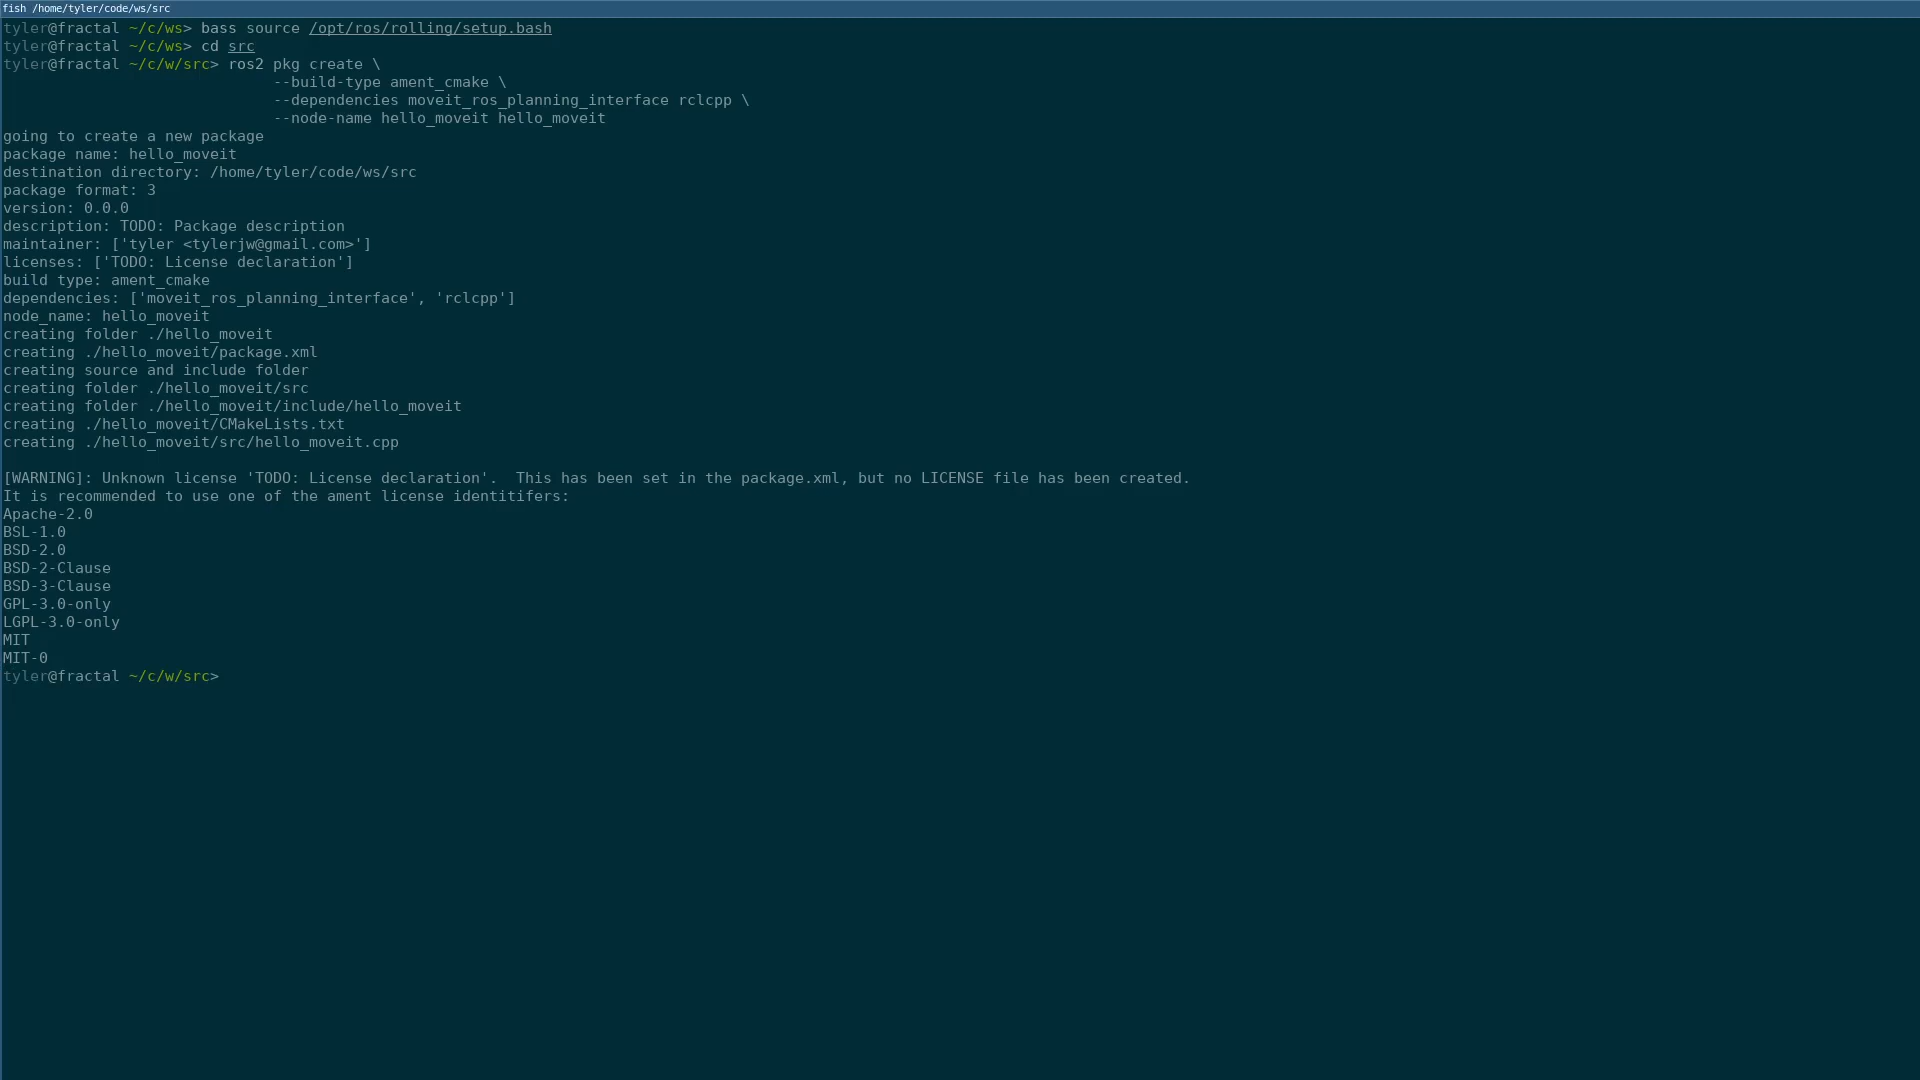 fish /home/tyler/code/ws/src
tyler@fractal ~/c/ws> bass source /opt/ros/rolling/setup.bash
tyler@fractal ~/c/ws> cd src
tyler@fractal ~/c/w/src> ros2 pkg create \
--build-type ament_cmake \
--dependencies moveit_ros_planning_interface rclcpp \
--node-name hello_moveit hello_moveit
going to create a new package
package name: hello_moveit
destination directory: /home/tyler/code/ws/src
package format: 3
version: 0.0.0
description: TODO: Package description
maintainer: ['tyler <tylerjw@gmail.com>']
licenses: ['TODO: License declaration']
build type: ament_cmake
dependencies: ['moveit_ros_planning_interface', 'rclcpp']
node_name: hello_moveit
creating folder ./hello_moveit
creating ./hello_moveit/package.xml
creating source and include folder
creating folder ./hello_moveit/src
creating folder ./hello_moveit/include/hello_moveit
creating ./hello_moveit/CMakeLists.txt
creating ./hello_moveit/src/hello_moveit.cpp
[WARNING]: Unknown license 'TODO: License declaration'.  This has been set in the package.xml, but no LICENSE file has been created.
It is recommended to use one of the ament license identitifers:
Apache-2.0
BSL-1.0
BSD-2.0
BSD-2-Clause
BSD-3-Clause
GPL-3.0-only
LGPL-3.0-only
MIT
MIT-0
tyler@fractal ~/c/w/src>